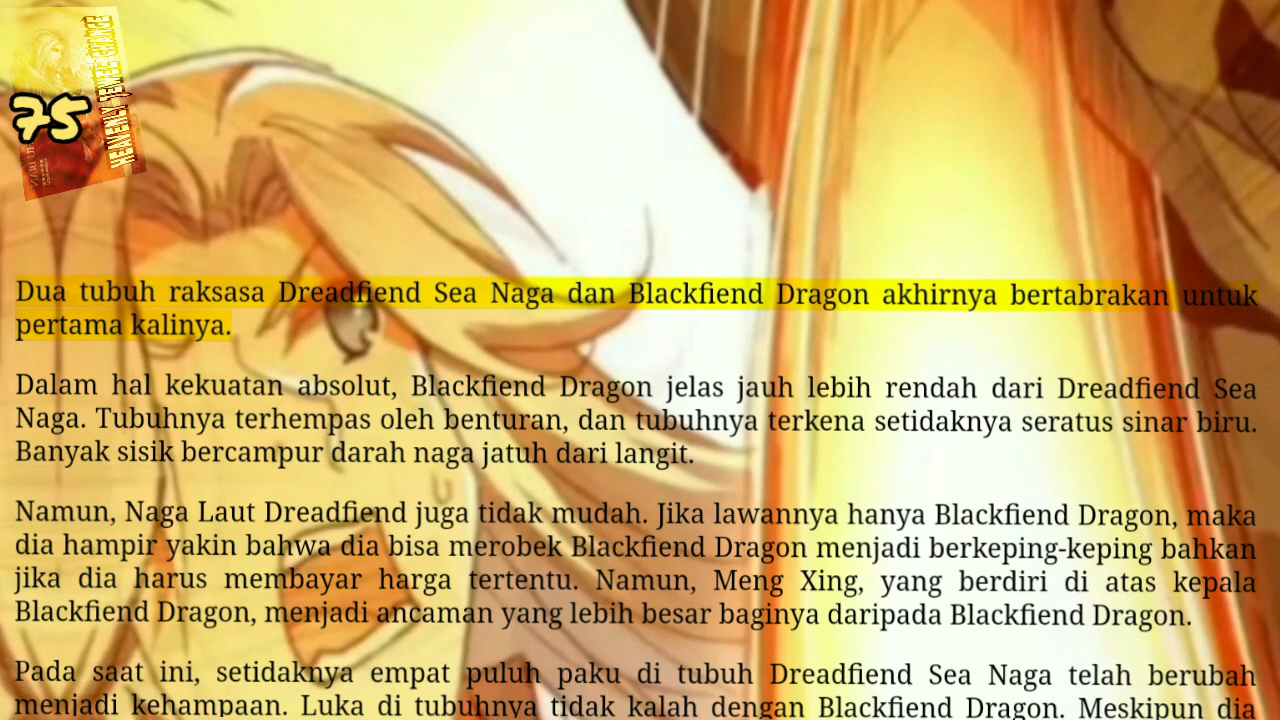 75
HEAVENLY JEWEL CHANGE
Dua tubuh raksasa Dreadfiend Sea Naga dan Blackfiend Dragon akhirnya bertabrakan untuk
pertama kalinya.
Dalam hal kekuatan absolut, Blackfiend Dragon jelas jauh lebih rendah dari Dreadfiend Sea
Naga. Tubuhnya terhempas oleh benturan, dan tubuhnya terkena setidaknya seratus sinar biru.
Banyak sisik bercampur darah naga jatuh dari langit.
Namun, Naga Laut Dreadfiend juga tidak mudah. Jika lawannya hanya Blackfiend Dragon, maka
dia hampir yakin bahwa dia bisa merobek Blackfiend Dragon menjadi berkeping-keping bahkan
jika dia harus membayar harga tertentu. Namun, Meng Xing, yang berdiri di atas kepala
Blackfiend Dragon, menjadi ancaman yang lebih besar baginya daripada Blackfiend Dragon.
Pada saat ini, setidaknya empat puluh paku di tubuh Dreadfiend Sea Naga telah berubah
menjadi kehampaan. Luka di tubuhnya tidak kalah dengan Blackfiend Dragon. Meskipun dia